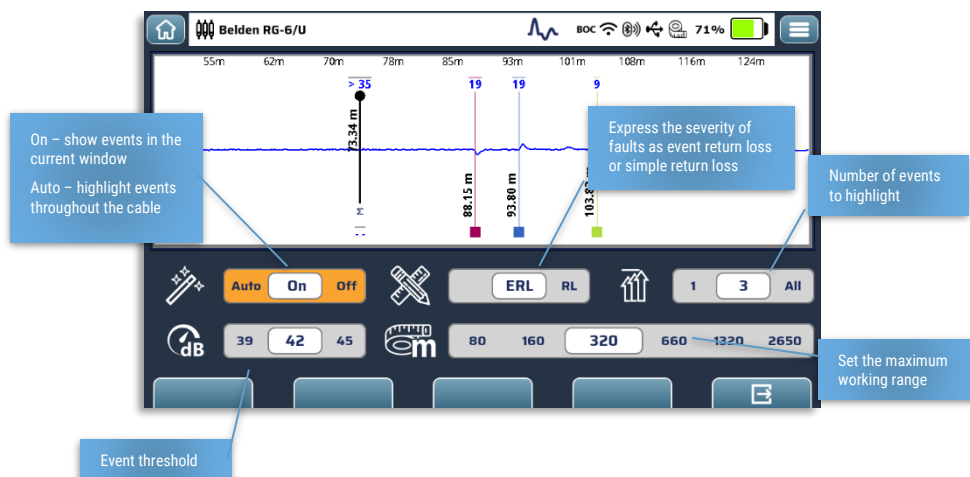 Belden RG-6/U
BOC
71%
55m 62m 70m 78m 85m 93m 101m 108m 116m 124m
> 35 19 19 9
73.34 m
88.15 m
93.80 m
M
On – show events in the
current window
Auto – highlight events
throughout the cable
Express the severity of
faults as event return loss
or simple return loss
Number of events
to highlight
Auto On Off
ERL RL
1 3 All
dB
39 42 45
m
80 160 320 660 1320 2650
Set the maximum
working range
Event threshold